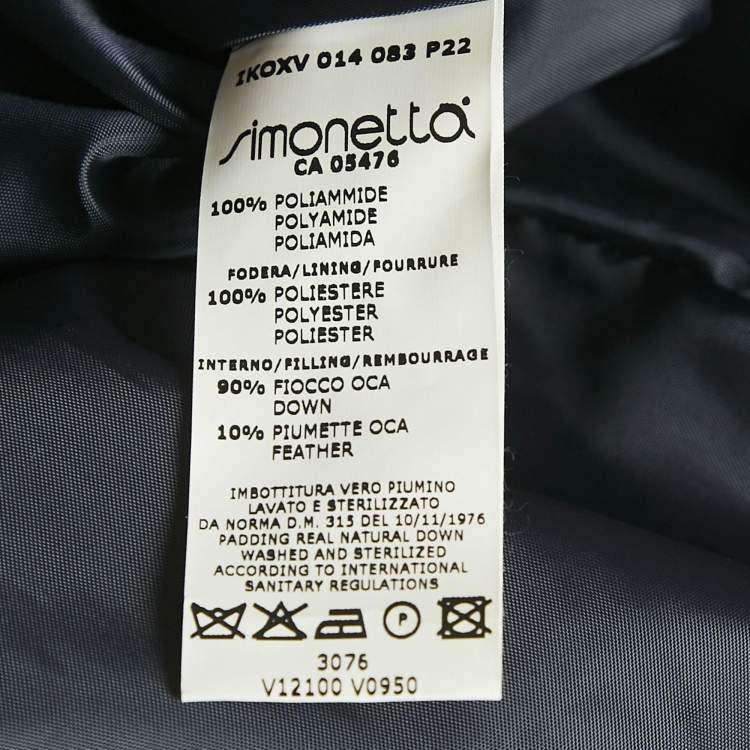 IKOXV 014 083 P22
simonetta
CA 05476
100% POLIAMMIDE
POLYAMIDE
POLIAMIDA
FODERA/LINING/FOURRURE
100% POLIESTERE
POLYESTER
POLIESTER
INTERNO/FILLING/REMBOURRAGE
90% FIOCCO OCA
DOWN
10% PIUMETTE OCA
FEATHER
IMBOTTITURA VERO PIUMINO
LAVATO E STERILIZZATO
DA NORMA D.M. 315 DEL 10/11/1976
PADDING REAL NATURAL DOWN
WASHED AND STERILIZED
ACCORDING TO INTERNATIONAL
SANITARY REGULATIONS
P
3076
V12100 V0950